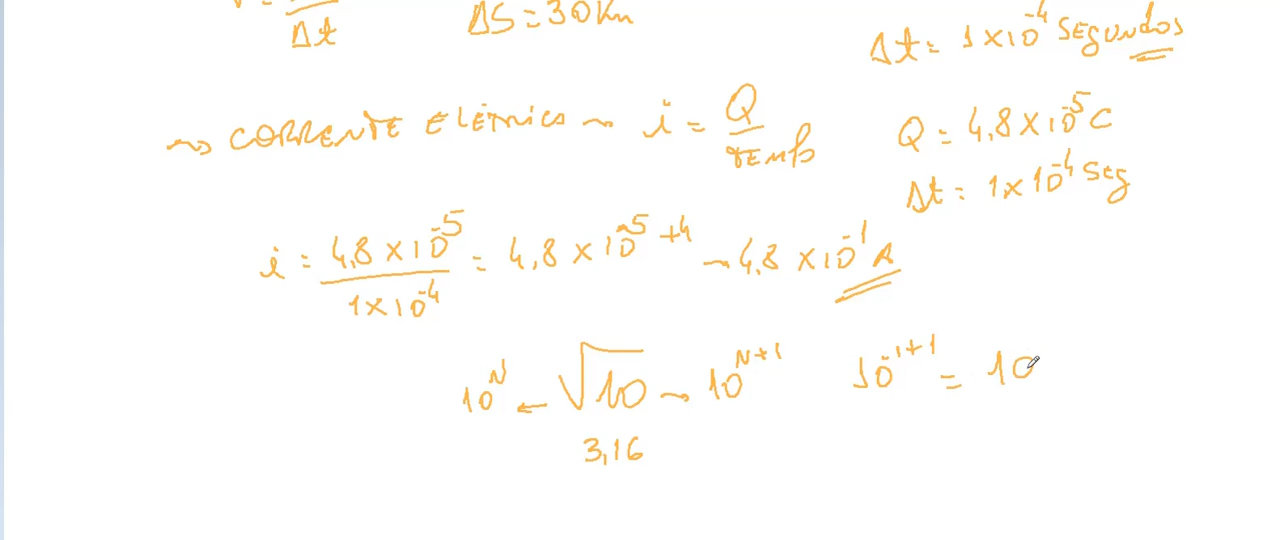 Δt ΔS = 30 Km
Δt = 1 × 10⁻⁴ SEGUNDOS
~> CORRENTE ELÉTRICA ~ i = Q / TEMPO
Q = 4,8 × 10⁻⁵ C
Δt = 1 × 10⁻⁴ Seg
i = 4,8 × 10⁻⁵ / 1 × 10⁻⁴ = 4,8 × 10⁻⁵⁺⁴ ~ 4,8 × 10⁻¹ A
10ᴺ ← √10 → 10ᴺ⁺¹ 10⁻¹⁺¹ = 10
3,16